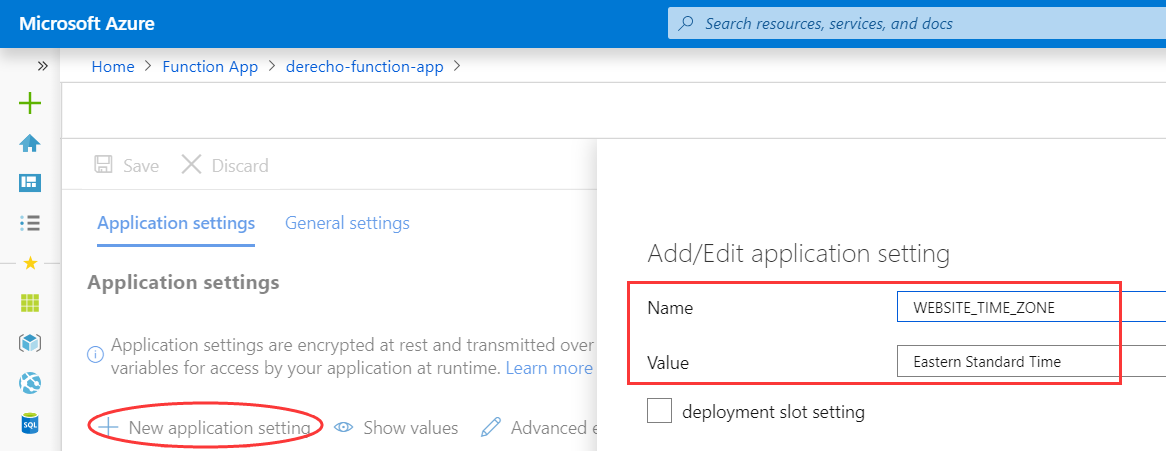 Microsoft Azure
Search resources, services, and docs
Home > Function App > derecho-function-app >
Save Discard
Application settings General settings
Application settings
Application settings are encrypted at rest and transmitted over
variables for access by your application at runtime. Learn more
New application setting Show values Advanced e
Add/Edit application setting
Name WEBSITE_TIME_ZONE
Value Eastern Standard Time
deployment slot setting
SQL